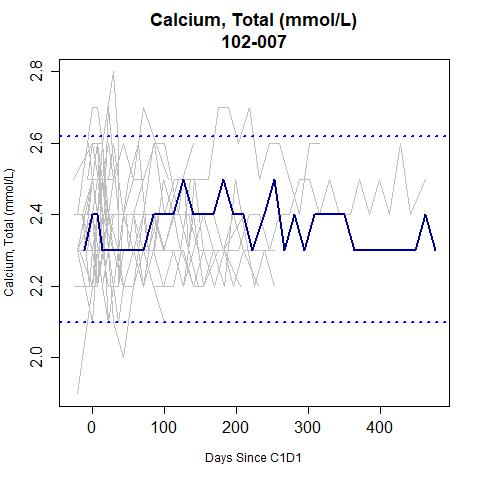 Calcium, Total (mmol/L)
102-007
Calcium, Total (mmol/L)
2.8
2.6
2.4
2.2
2.0
0 100 200 300 400
Days Since C1D1